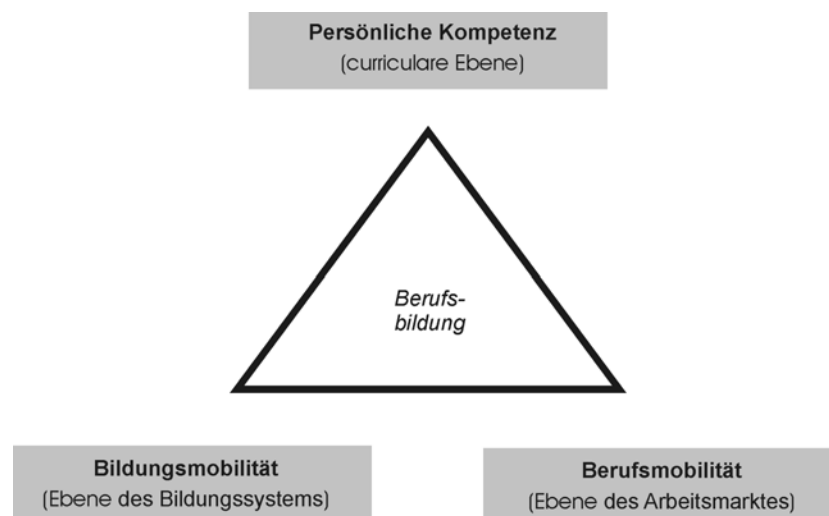 Persönliche Kompetenz
(curriculare Ebene)
Berufs-
bildung
Bildungsmobilität
(Ebene des Bildungssystems)
Berufsmobilität
(Ebene des Arbeitsmarktes)